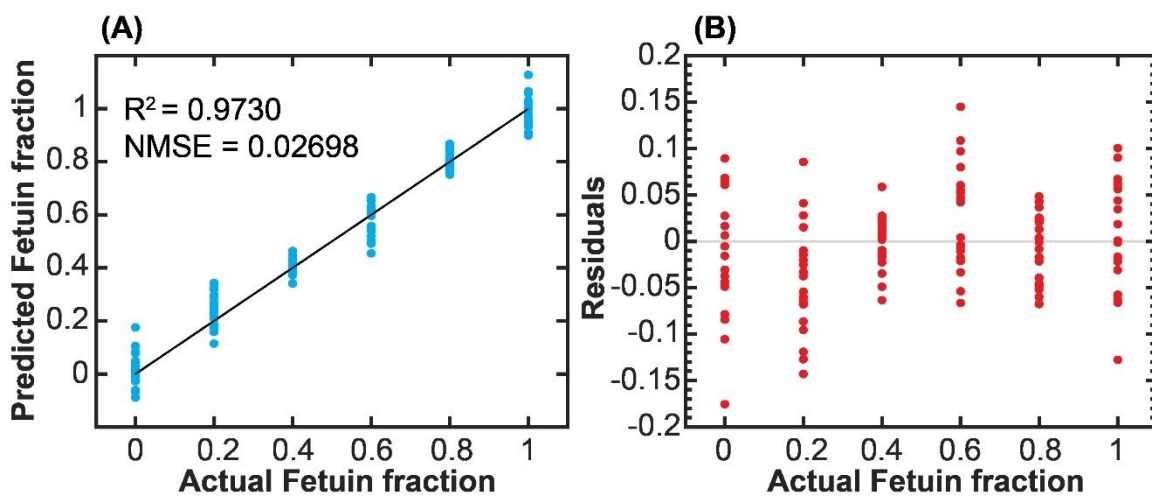 (A)
Predicted Fetuin fraction
1
0.8
0.6
0.4
0.2
0
R² = 0.9730
NMSE = 0.02698
0 0.2 0.4 0.6 0.8 1
Actual Fetuin fraction
(B)
Residuals
0.2
0.15
0.1
0.05
0
-0.05
-0.1
-0.15
-0.2
0 0.2 0.4 0.6 0.8 1
Actual Fetuin fraction